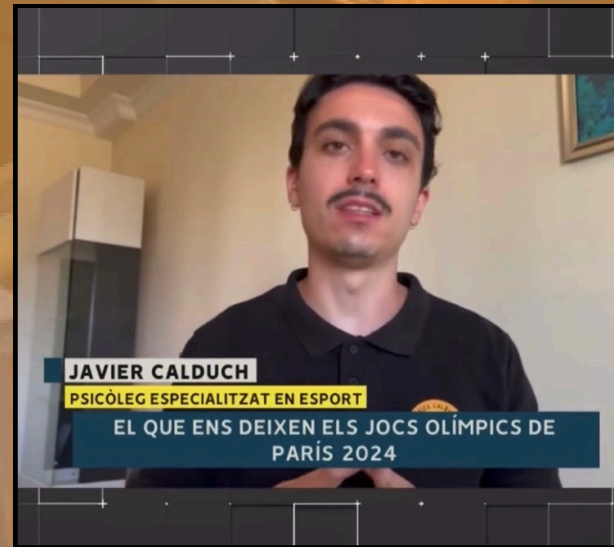 JAVIER CALDUCH
PSICÒLEG ESPECIALITZAT EN ESPORT
EL QUE ENS DEIXEN ELS JOCS OLÍMPICS DE
PARÍS 2024